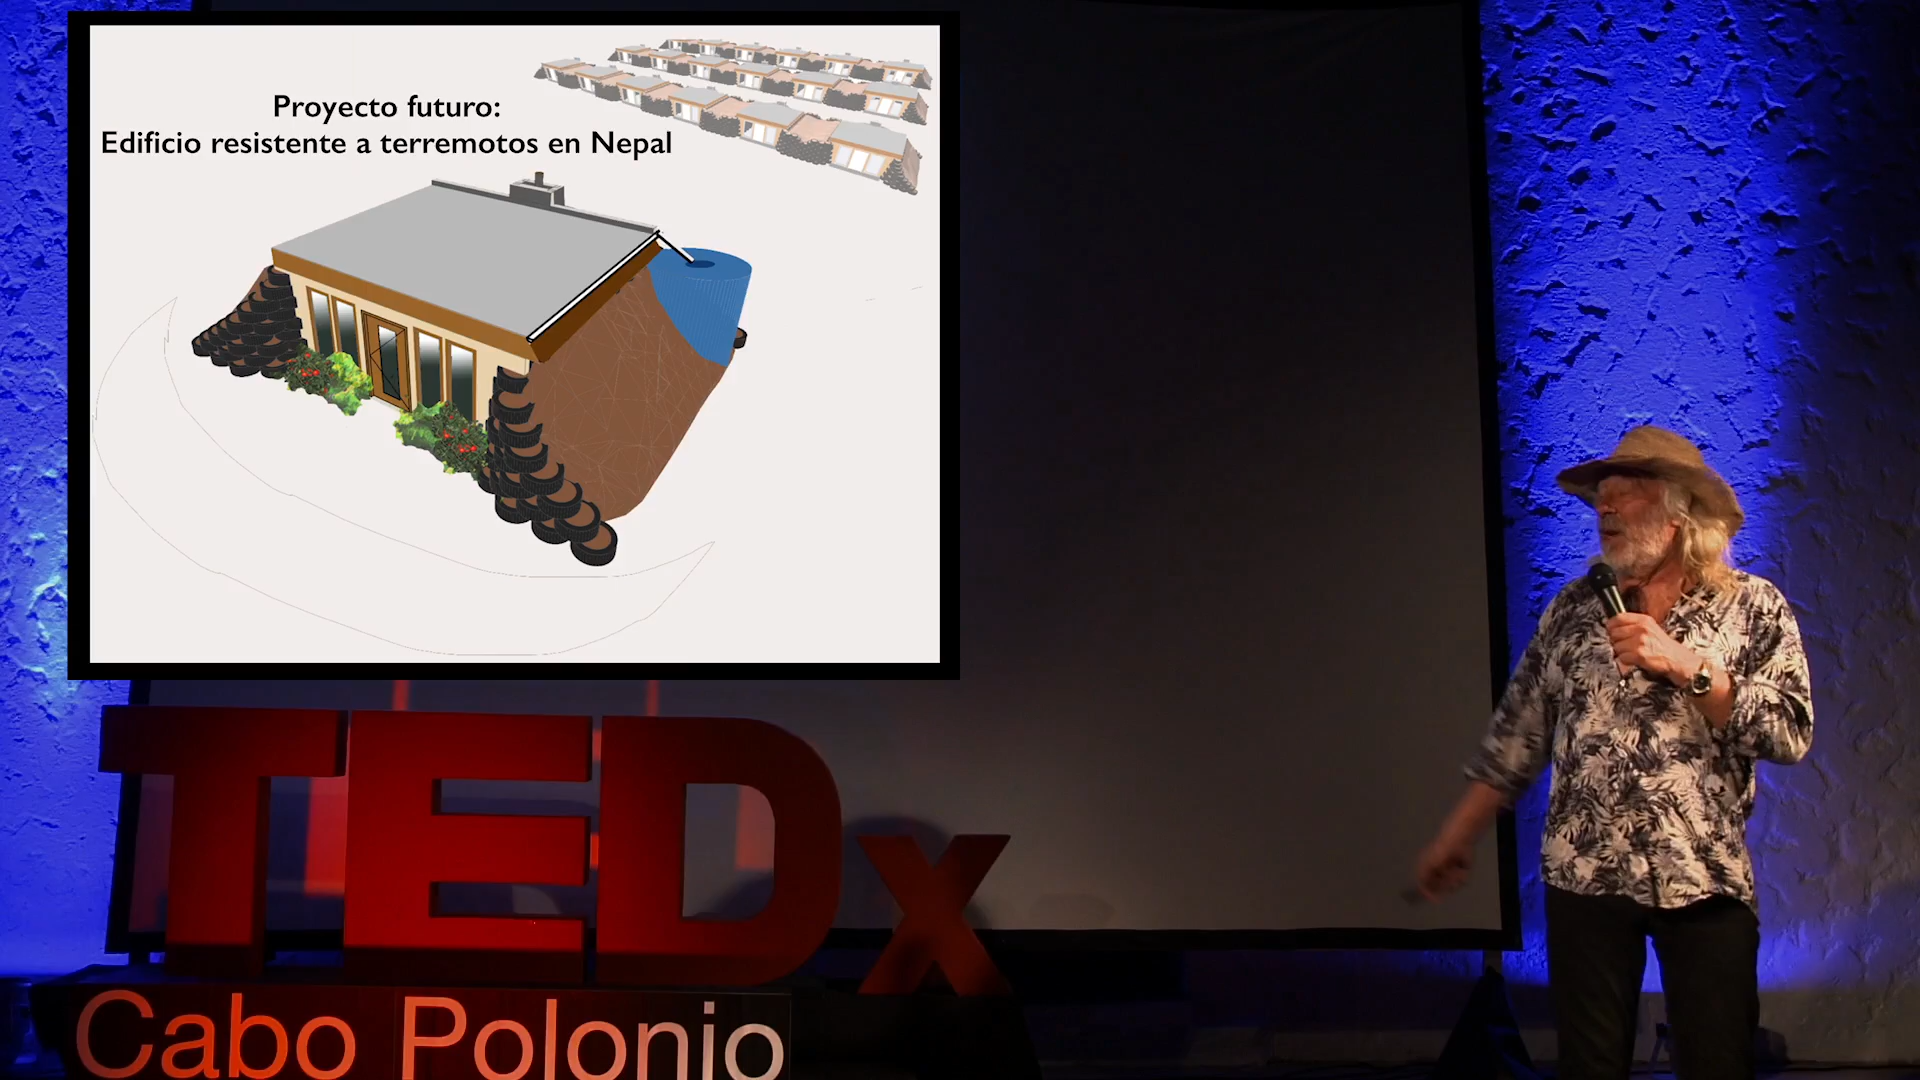 Proyecto futuro:
Edificio resistente a terremotos en Nepal
TEDx
Cabo Polonio